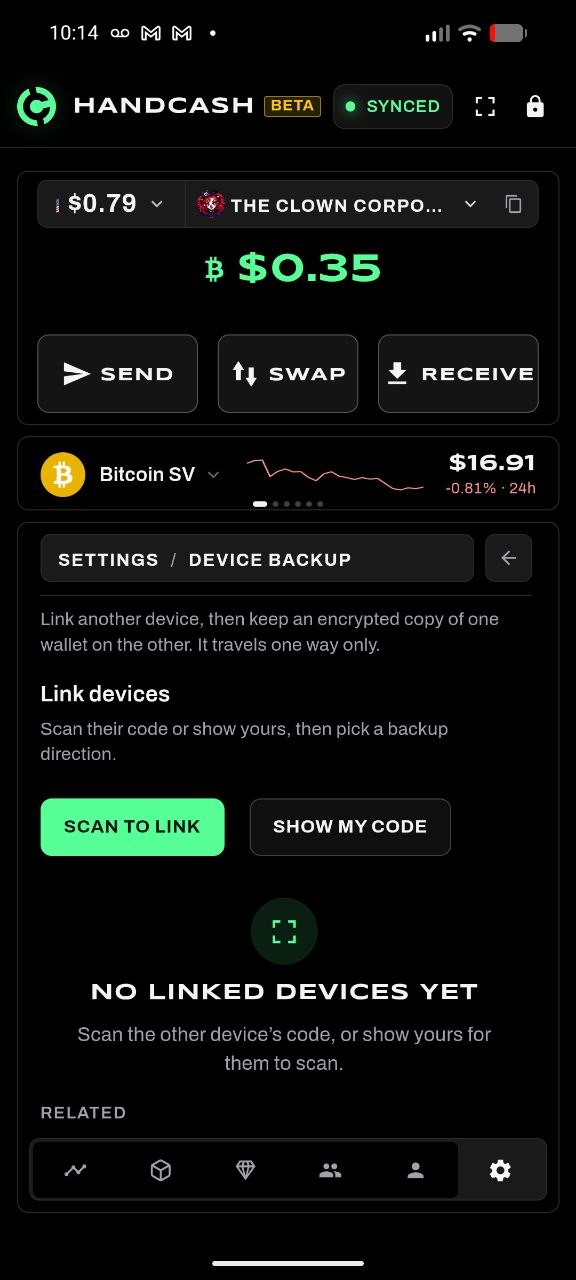 10:14
HANDCASH BETA SYNCED
$0.79 THE CLOWN CORPO...
₿ $0.35
SEND SWAP RECEIVE
Bitcoin SV $16.91
-0.81% · 24h
SETTINGS / DEVICE BACKUP
Link another device, then keep an encrypted copy of one
wallet on the other. It travels one way only.
Link devices
Scan their code or show yours, then pick a backup
direction.
SCAN TO LINK SHOW MY CODE
NO LINKED DEVICES YET
Scan the other device’s code, or show yours for
them to scan.
RELATED